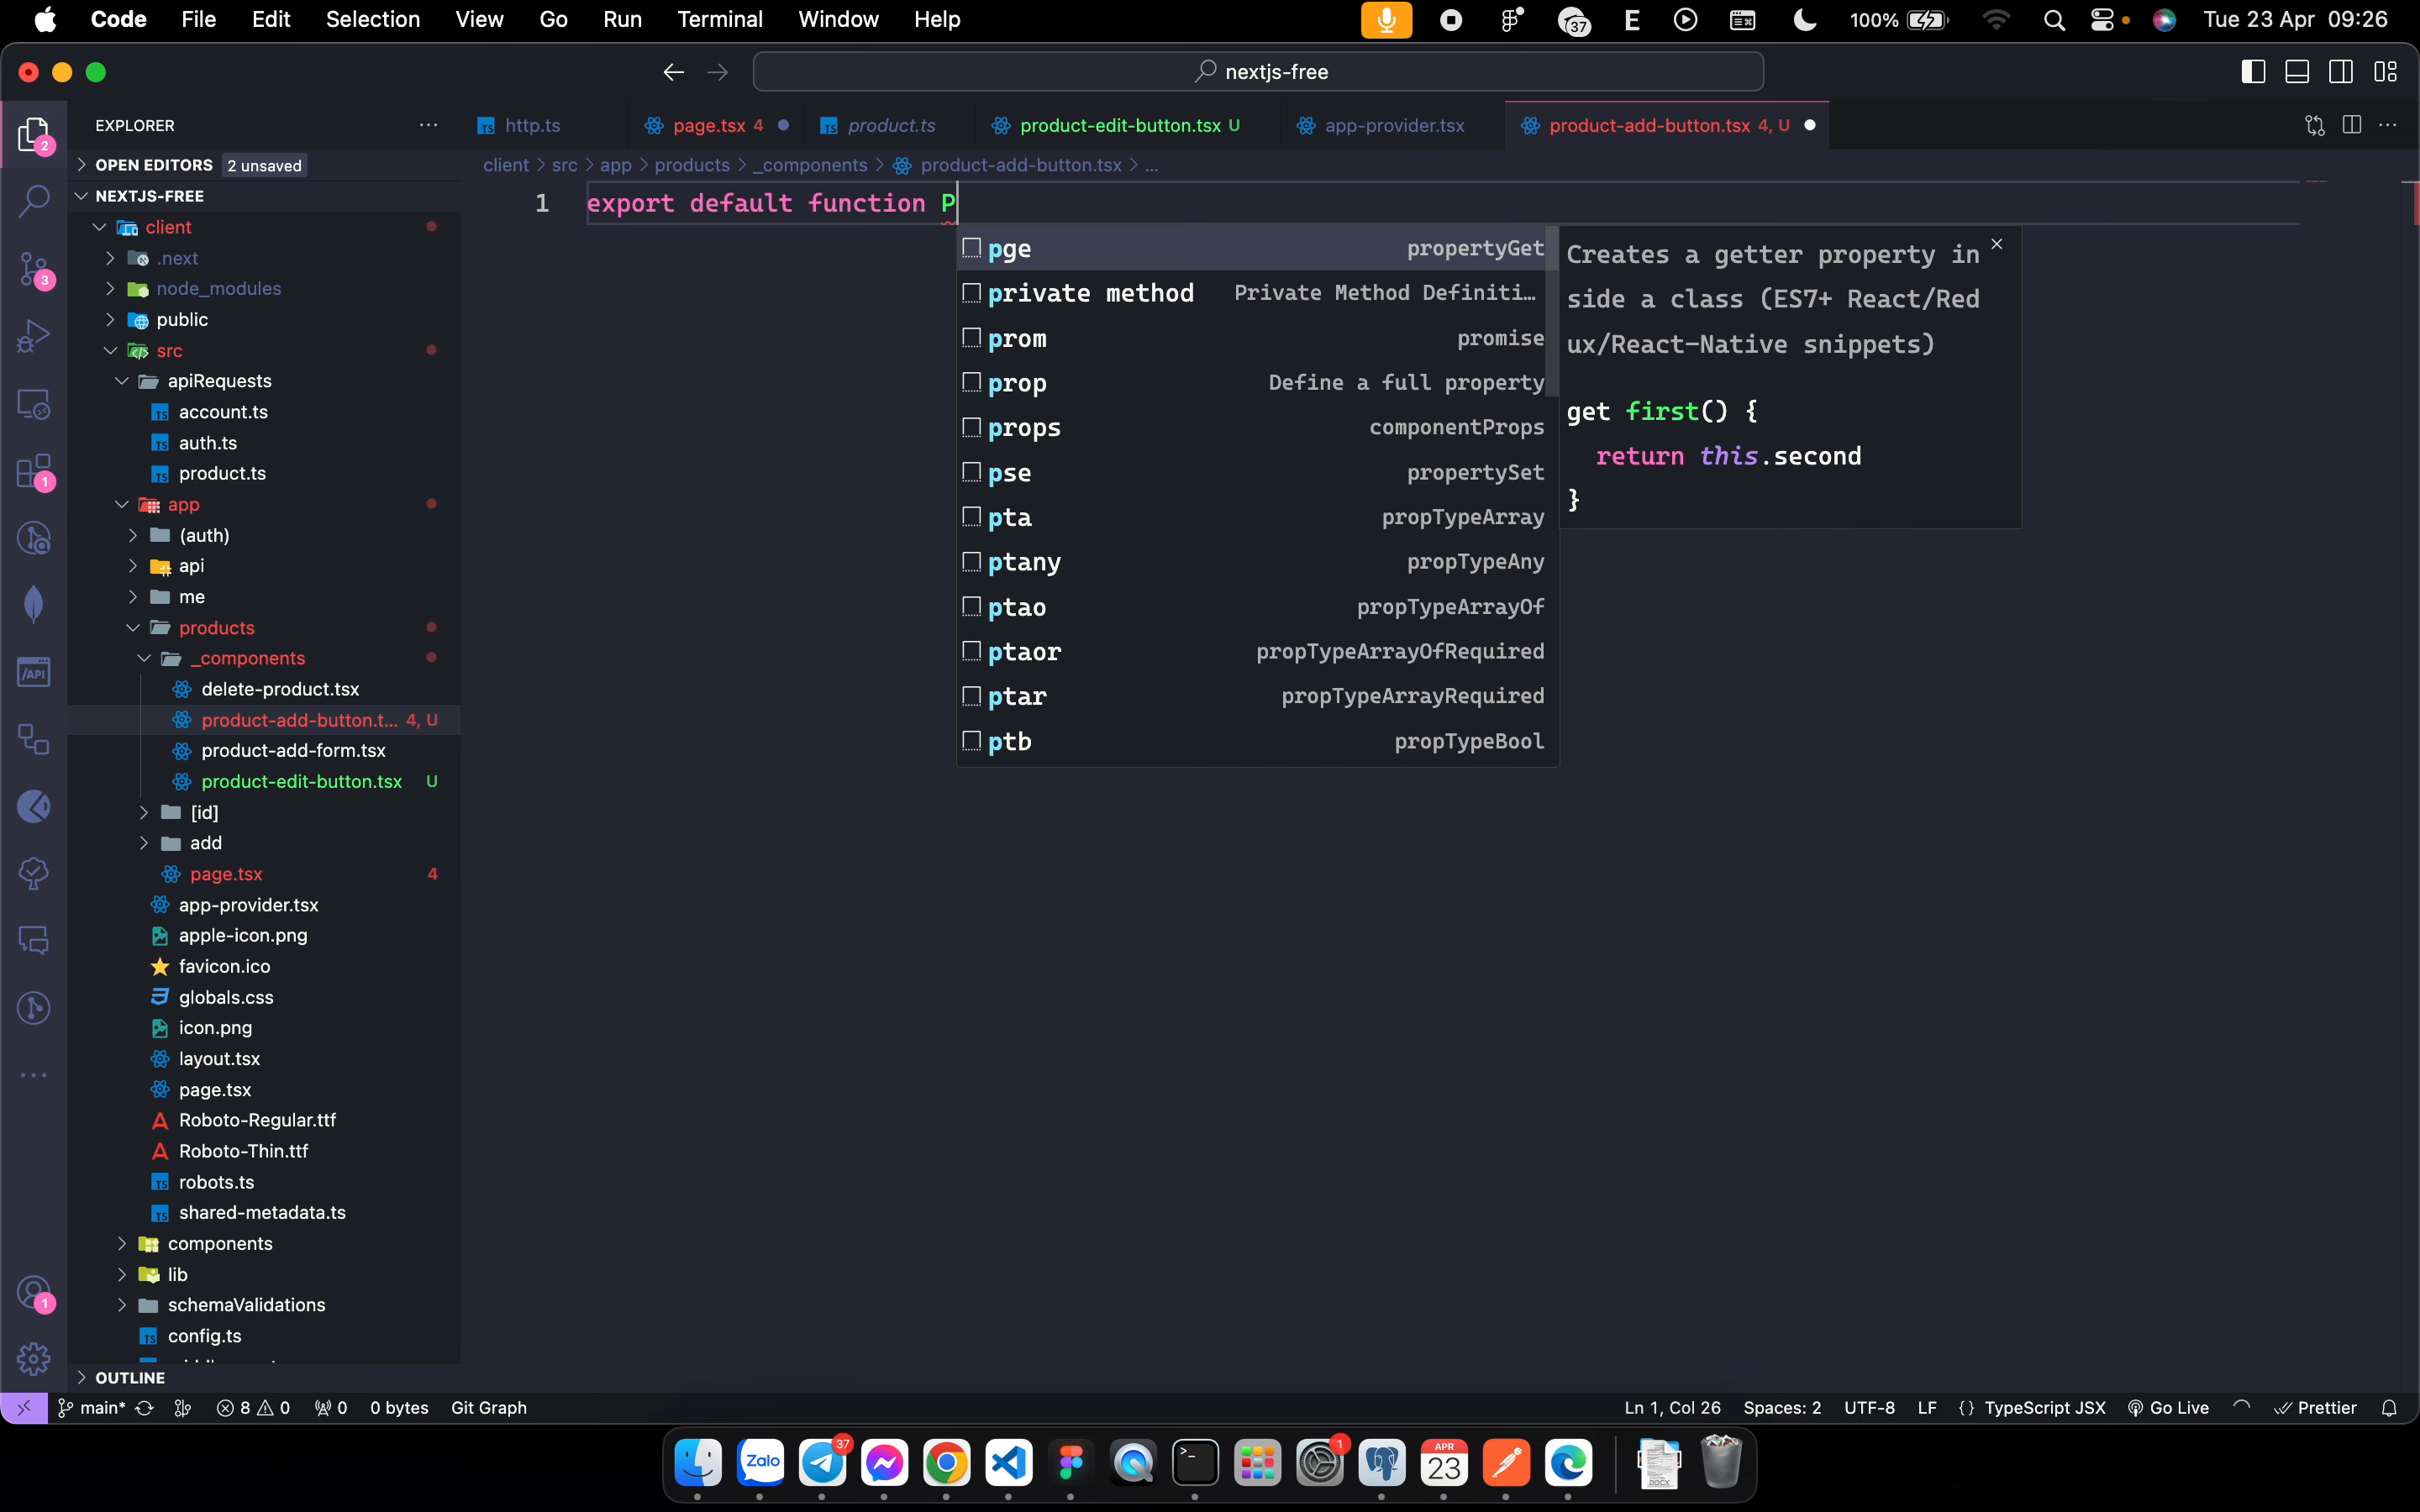 Code File Edit Selection View Go Run Terminal Window Help
37 E 100% Tue 23 Apr 09:26
nextjs-free
EXPLORER
http.ts page.tsx 4 product.ts product-edit-button.tsx U app-provider.tsx product-add-button.tsx 4, U
OPEN EDITORS 2 unsaved
client > src > app > products > _components > product-add-button.tsx > ...
NEXTJS-FREE
1 export default function P
client
.next
node_modules
public
src
apiRequests
account.ts
auth.ts
product.ts
app
(auth)
api
me
products
_components
delete-product.tsx
product-add-button.t... 4, U
product-add-form.tsx
product-edit-button.tsx U
[id]
add
page.tsx 4
app-provider.tsx
apple-icon.png
favicon.ico
globals.css
icon.png
layout.tsx
page.tsx
Roboto-Regular.ttf
Roboto-Thin.ttf
robots.ts
shared-metadata.ts
components
lib
schemaValidations
config.ts
OUTLINE
2
3
1
/API
1
pge propertyGet
private method Private Method Definiti...
prom promise
prop Define a full property
props componentProps
pse propertySet
pta propTypeArray
ptany propTypeAny
ptao propTypeArrayOf
ptaor propTypeArrayOfRequired
ptar propTypeArrayRequired
ptb propTypeBool
Creates a getter property in
side a class (ES7+ React/Red
ux/React-Native snippets)
get first() {
return this.second
}
main* 8 0 0 0 bytes Git Graph
Ln 1, Col 26 Spaces: 2 UTF-8 LF {} TypeScript JSX Go Live Prettier
Zalo 37 1 APR 23 DOCX